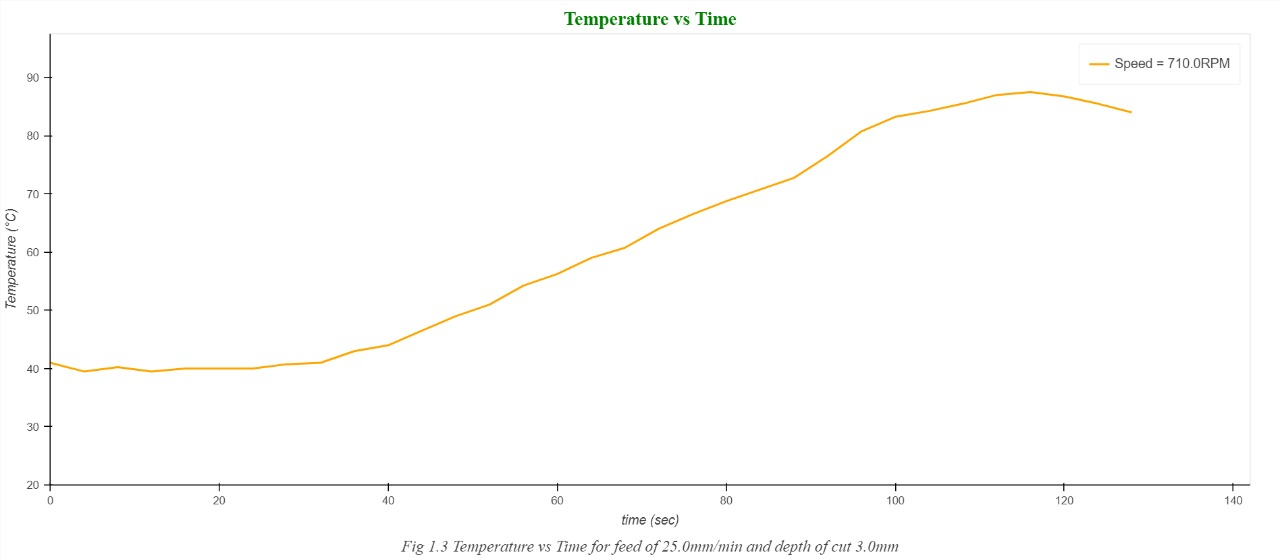 Temperature vs Time
Speed = 710.0RPM
90
80
70
60
50
40
30
20
Temperature (°C)
0 20 40 60 80 100 120 140
time (sec)
Fig 1.3 Temperature vs Time for feed of 25.0mm/min and depth of cut 3.0mm